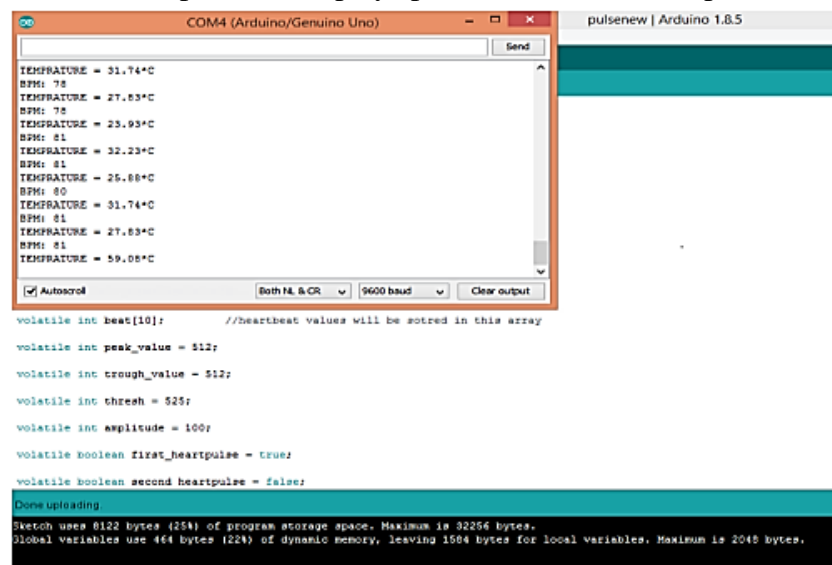 COM4 (Arduino/Genuino Uno)
pulsenew | Arduino 1.8.5
Send
TEMPRATURE = 31.74*C
BPM: 78
TEMPRATURE = 27.83*C
BPM: 78
TEMPRATURE = 23.93*C
BPM: 81
TEMPRATURE = 32.23*C
BPM: 81
TEMPRATURE = 25.88*C
BPM: 80
TEMPRATURE = 31.74*C
BPM: 81
TEMPRATURE = 27.83*C
BPM: 81
TEMPRATURE = 59.08*C
Autoscroll Both NL & CR 9600 baud Clear output
volatile int beat[10]; //heartbeat values will be sotred in this array
volatile int peak_value = 512;
volatile int trough_value = 512;
volatile int thresh = 525;
volatile int amplitude = 100;
volatile boolean first_heartpulse = true;
volatile boolean second_heartpulse = false;
Done uploading.
Sketch uses 8122 bytes (25%) of program storage space. Maximum is 32256 bytes.
Global variables use 464 bytes (22%) of dynamic memory, leaving 1584 bytes for local variables. Maximum is 2048 bytes.